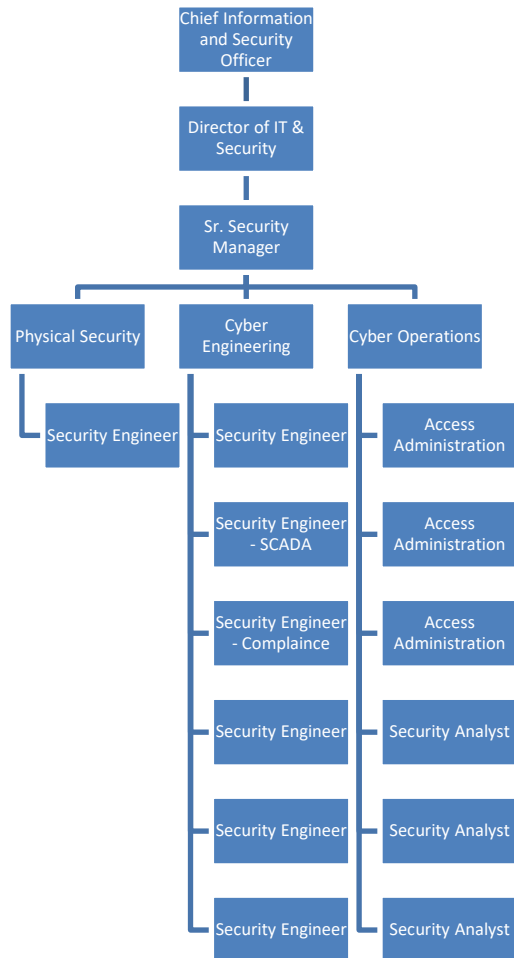 Chief Information
and Security
Officer
Director of IT &
Security
Sr. Security
Manager
Physical Security
Cyber
Engineering
Cyber Operations
Security Engineer
Security Engineer
Access
Administration
Security Engineer
- SCADA
Access
Administration
Security Engineer
- Complaince
Access
Administration
Security Engineer
Security Analyst
Security Engineer
Security Analyst
Security Engineer
Security Analyst